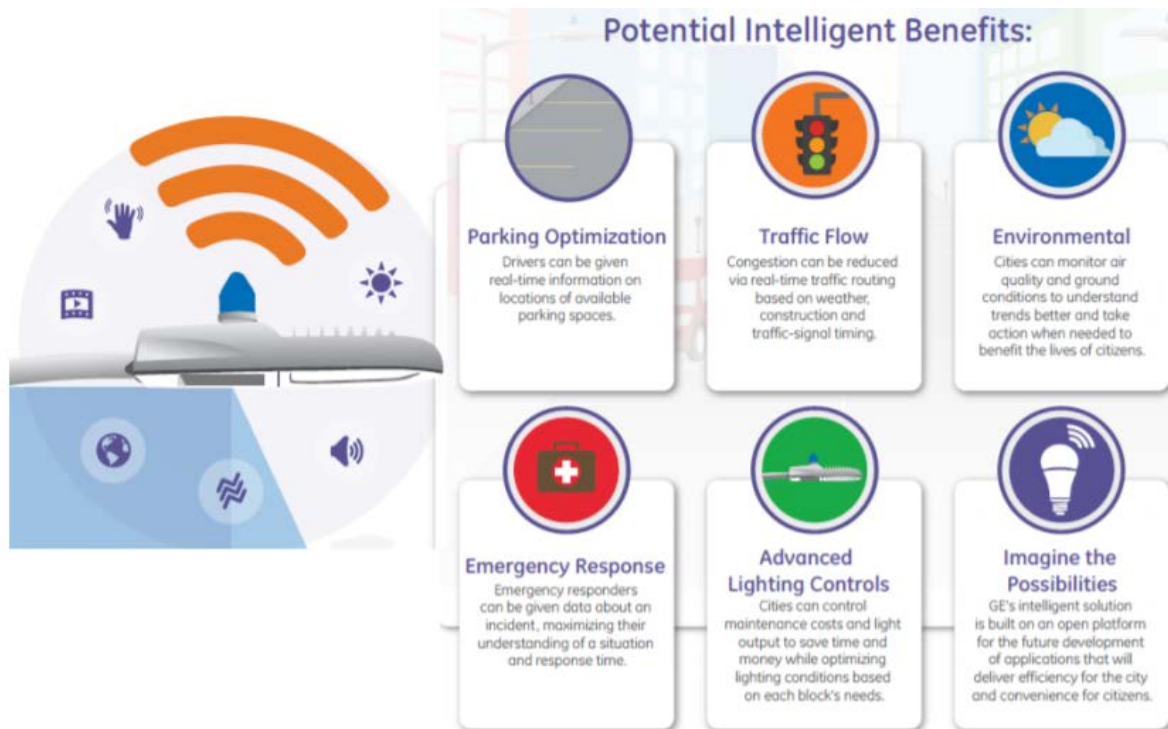 Potential Intelligent Benefits:
Parking Optimization
Drivers can be given
real-time information on
locations of available
parking spaces.
Traffic Flow
Congestion can be reduced
via real-time traffic routing
based on weather,
construction and
traffic-signal timing.
Environmental
Cities can monitor air
quality and ground
conditions to understand
trends better and take
action when needed to
benefit the lives of citizens.
Emergency Response
Emergency responders
can be given data about an
incident, maximizing their
understanding of a situation
and response time.
Advanced
Lighting Controls
Cities can control
maintenance costs and light
output to save time and
money while optimizing
lighting conditions based
on each block's needs.
Imagine the
Possibilities
GE's intelligent solution
is built on an open platform
for the future development
of applications that will
deliver efficiency for the city
and convenience for citizens.